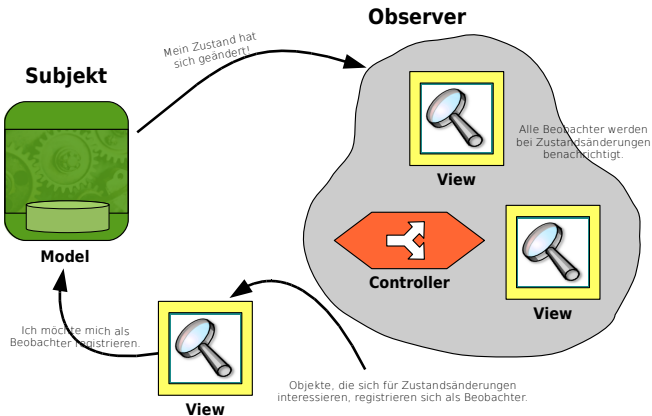 Observer
Mein Zustand hat
sich geändert!
Subjekt
Alle Beobachter werden
bei Zustandsänderungen
benachrichtigt.
View
Model
Controller
View
Ich möchte mich als
Beobachter registrieren.
Objekte, die sich für Zustandsänderungen
interessieren, registrieren sich als Beobachter.
View